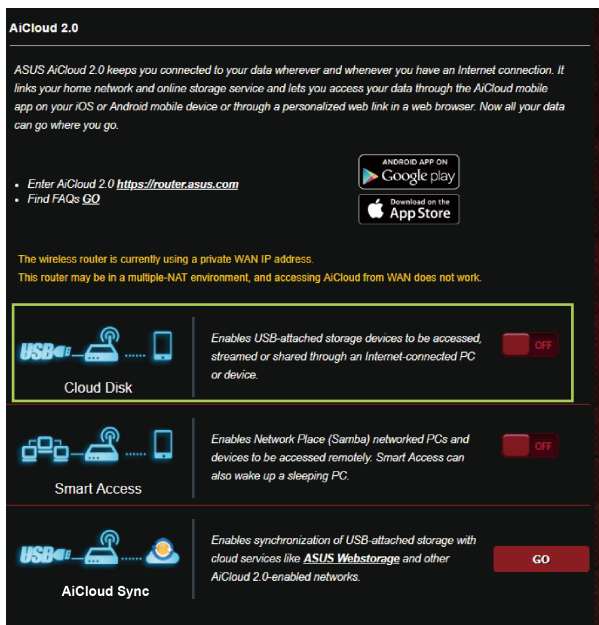 AiCloud 2.0
ASUS AiCloud 2.0 keeps you connected to your data wherever and whenever you have an Internet connection. It
links your home network and online storage service and lets you access your data through the AiCloud mobile
app on your iOS or Android mobile device or through a personalized web link in a web browser. Now all your data
can go where you go.
ANDROID APP ON
Google play
Enter AiCloud 2.0 https://router.asus.com
Find FAQs GO
Download on the
App Store
The wireless router is currently using a private WAN IP address.
This router may be in a multiple-NAT environment, and accessing AiCloud from WAN does not work.
USB
Cloud Disk
Enables USB-attached storage devices to be accessed,
streamed or shared through an Internet-connected PC
or device.
OFF
Smart Access
Enables Network Place (Samba) networked PCs and
devices to be accessed remotely. Smart Access can
also wake up a sleeping PC.
OFF
USB
AiCloud Sync
Enables synchronization of USB-attached storage with
cloud services like ASUS Webstorage and other
AiCloud 2.0-enabled networks.
GO